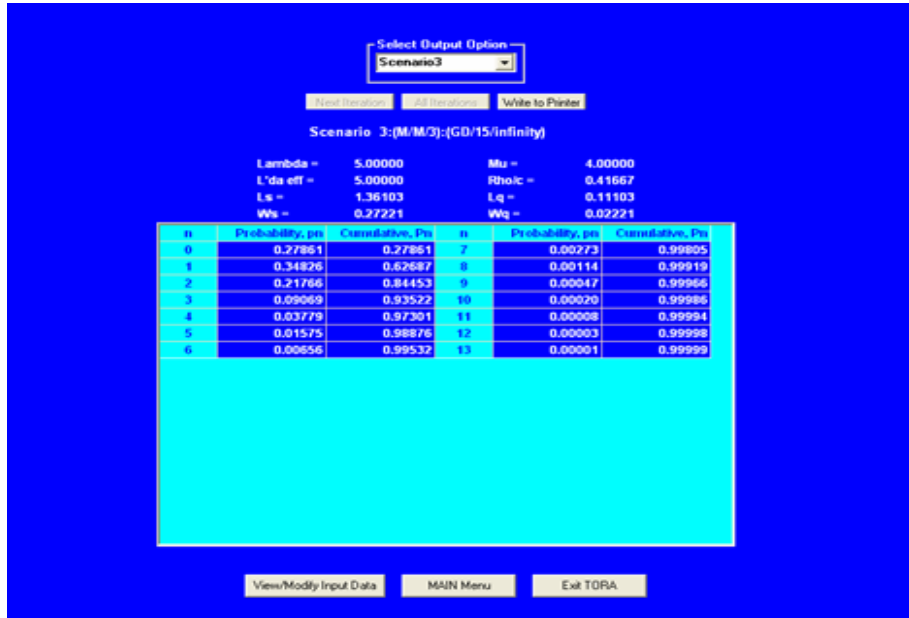 Select Output Option
Scenario3
Next Iteration All Iterations Write to Printer
Scenario 3:(M/M/3):(GD/15/infinity)
Lambda = 5.00000 Mu = 4.00000
L'da eff = 5.00000 Rho/c = 0.41667
Ls = 1.36103 Lq = 0.11103
Ws = 0.27221 Wq = 0.02221
n Probability, pn Cumulative, Pn n Probability, pn Cumulative, Pn
0 0.27861 0.27861 7 0.00273 0.99805
1 0.34826 0.62687 8 0.00114 0.99919
2 0.21766 0.84453 9 0.00047 0.99966
3 0.09069 0.93522 10 0.00020 0.99986
4 0.03779 0.97301 11 0.00008 0.99994
5 0.01575 0.98876 12 0.00003 0.99998
6 0.00656 0.99532 13 0.00001 0.99999
View/Modify Input Data MAIN Menu Exit TORA